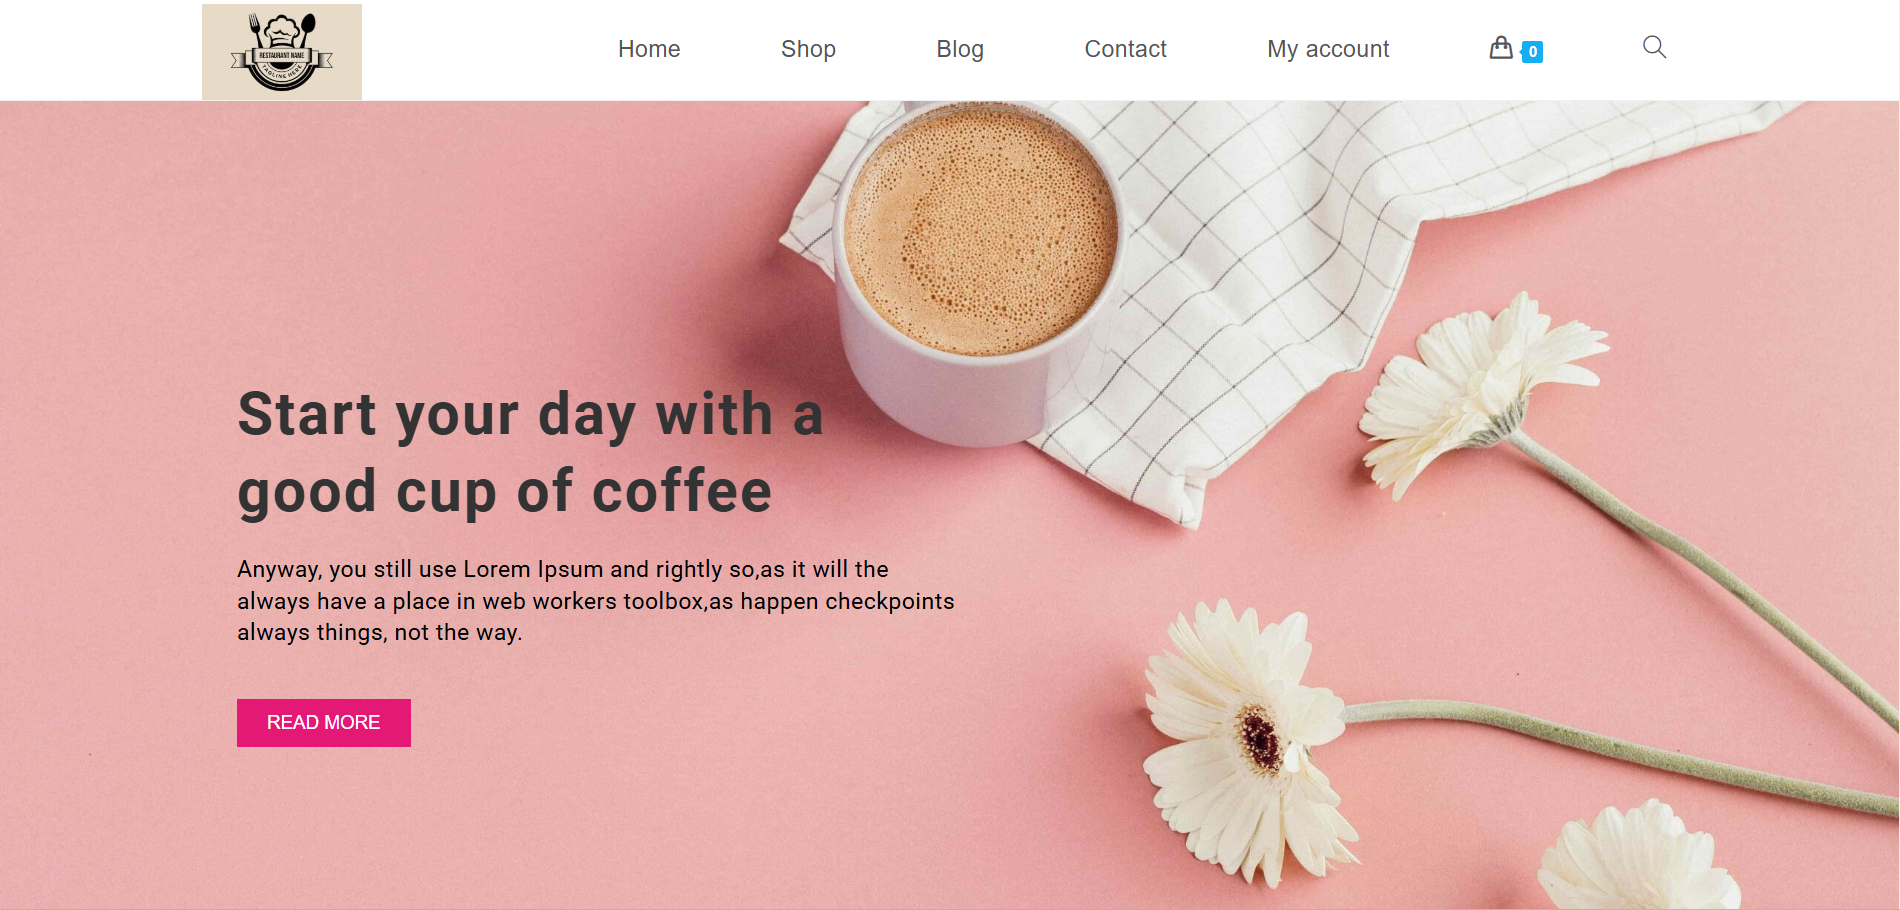 RESTAURANT NAME
TAGLINE HERE
Home
Shop
Blog
Contact
My account
0
Start your day with a
good cup of coffee
Anyway, you still use Lorem Ipsum and rightly so,as it will the
always have a place in web workers toolbox,as happen checkpoints
always things, not the way.
READ MORE